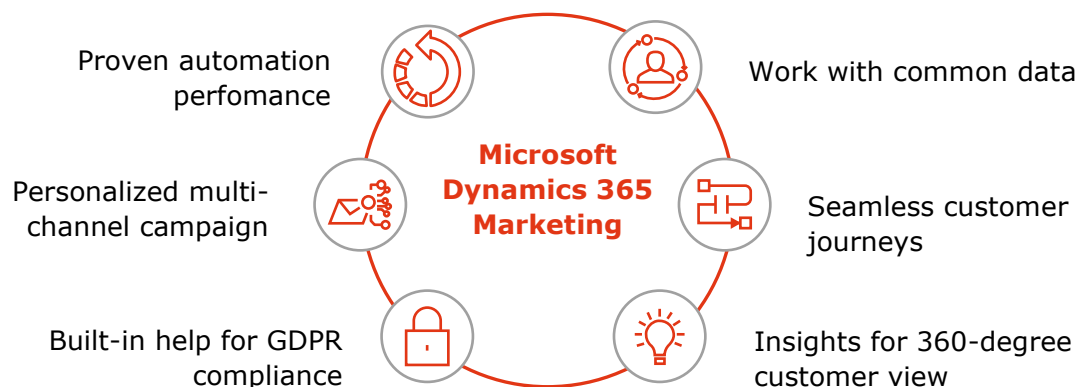 Proven automation
perfomance
Work with common data
Microsoft
Dynamics 365
Marketing
Personalized multi-
channel campaign
Seamless customer
journeys
Built-in help for GDPR
compliance
Insights for 360-degree
customer view